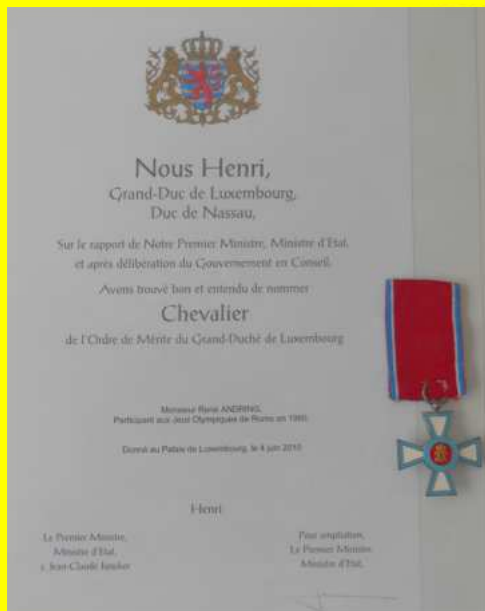 Nous Henri,
Grand-Duc de Luxembourg,
Duc de Nassau,
Sur le rapport de Notre Premier Ministre, Ministre d'Etat,
et après délibération du Gouvernement en Conseil,
Avons trouvé bon et entendu de nommer
Chevalier
de l'Ordre de Mérite du Grand-Duché de Luxembourg
Monsieur René ANDRING,
Participant aux Jeux Olympiques de Rome en 1960.
Donné au Palais de Luxembourg, le 4 juin 2010
Henri
Le Premier Ministre,
Ministre d'Etat,
s. Jean-Claude Juncker
Pour ampliation,
Le Premier Ministre
Ministre d'Etat,